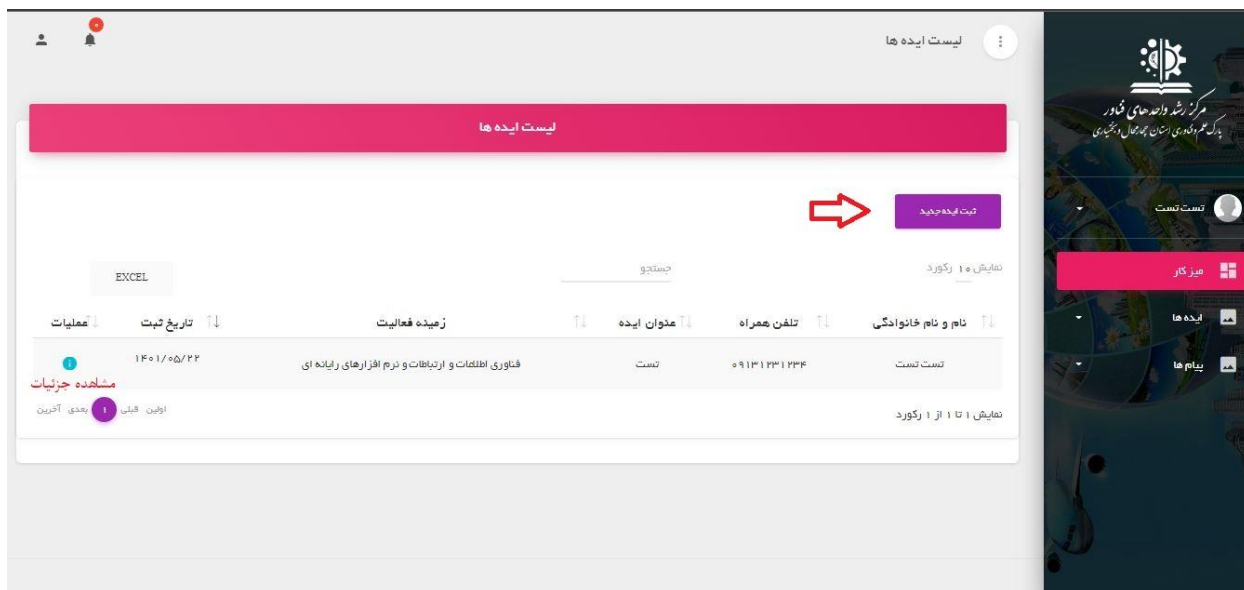 لیست ایده ها
مرکز رشد واحدهای فناور
پارک علم و فناوری استان چهارمحال و بختیاری
لیست ایده ها
ثبت ایده جدید
تست تست
میز کار
ایده ها
پیام ها
نمایش ۱۰ رکورد
جستجو
EXCEL
نام و نام خانوادگی تلفن همراه عنوان ایده زمینه فعالیت تاریخ ثبت عملیات
تست تست ۰۹۱۳۱۲۳۱۲۳۴ تست فناوری اطلاعات و ارتباطات و نرم افزارهای رایانه ای ۱۴۰۱/۰۵/۲۲
مشاهده جزئیات
نمایش ۱ تا ۱ از ۱ رکورد
اولین قبلی ۱ بعدی آخرین